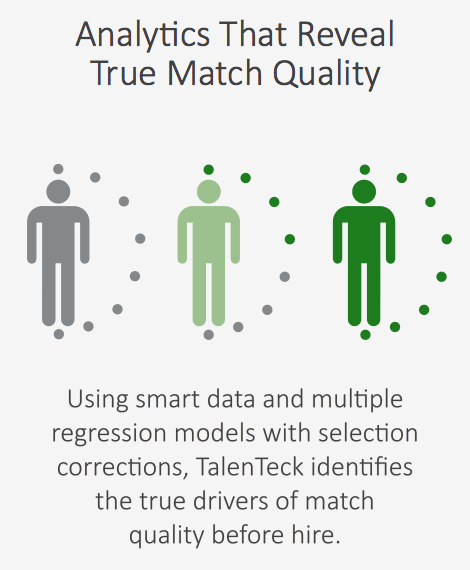 Analytics That Reveal
True Match Quality
Using smart data and multiple
regression models with selection
corrections, TalenTeck identifies
the true drivers of match
quality before hire.